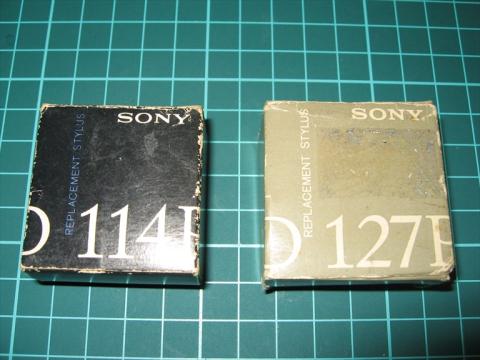 SONY
REPLACEMENT STYLUS
D 114P
SONY
REPLACEMENT STYLUS
D 127P